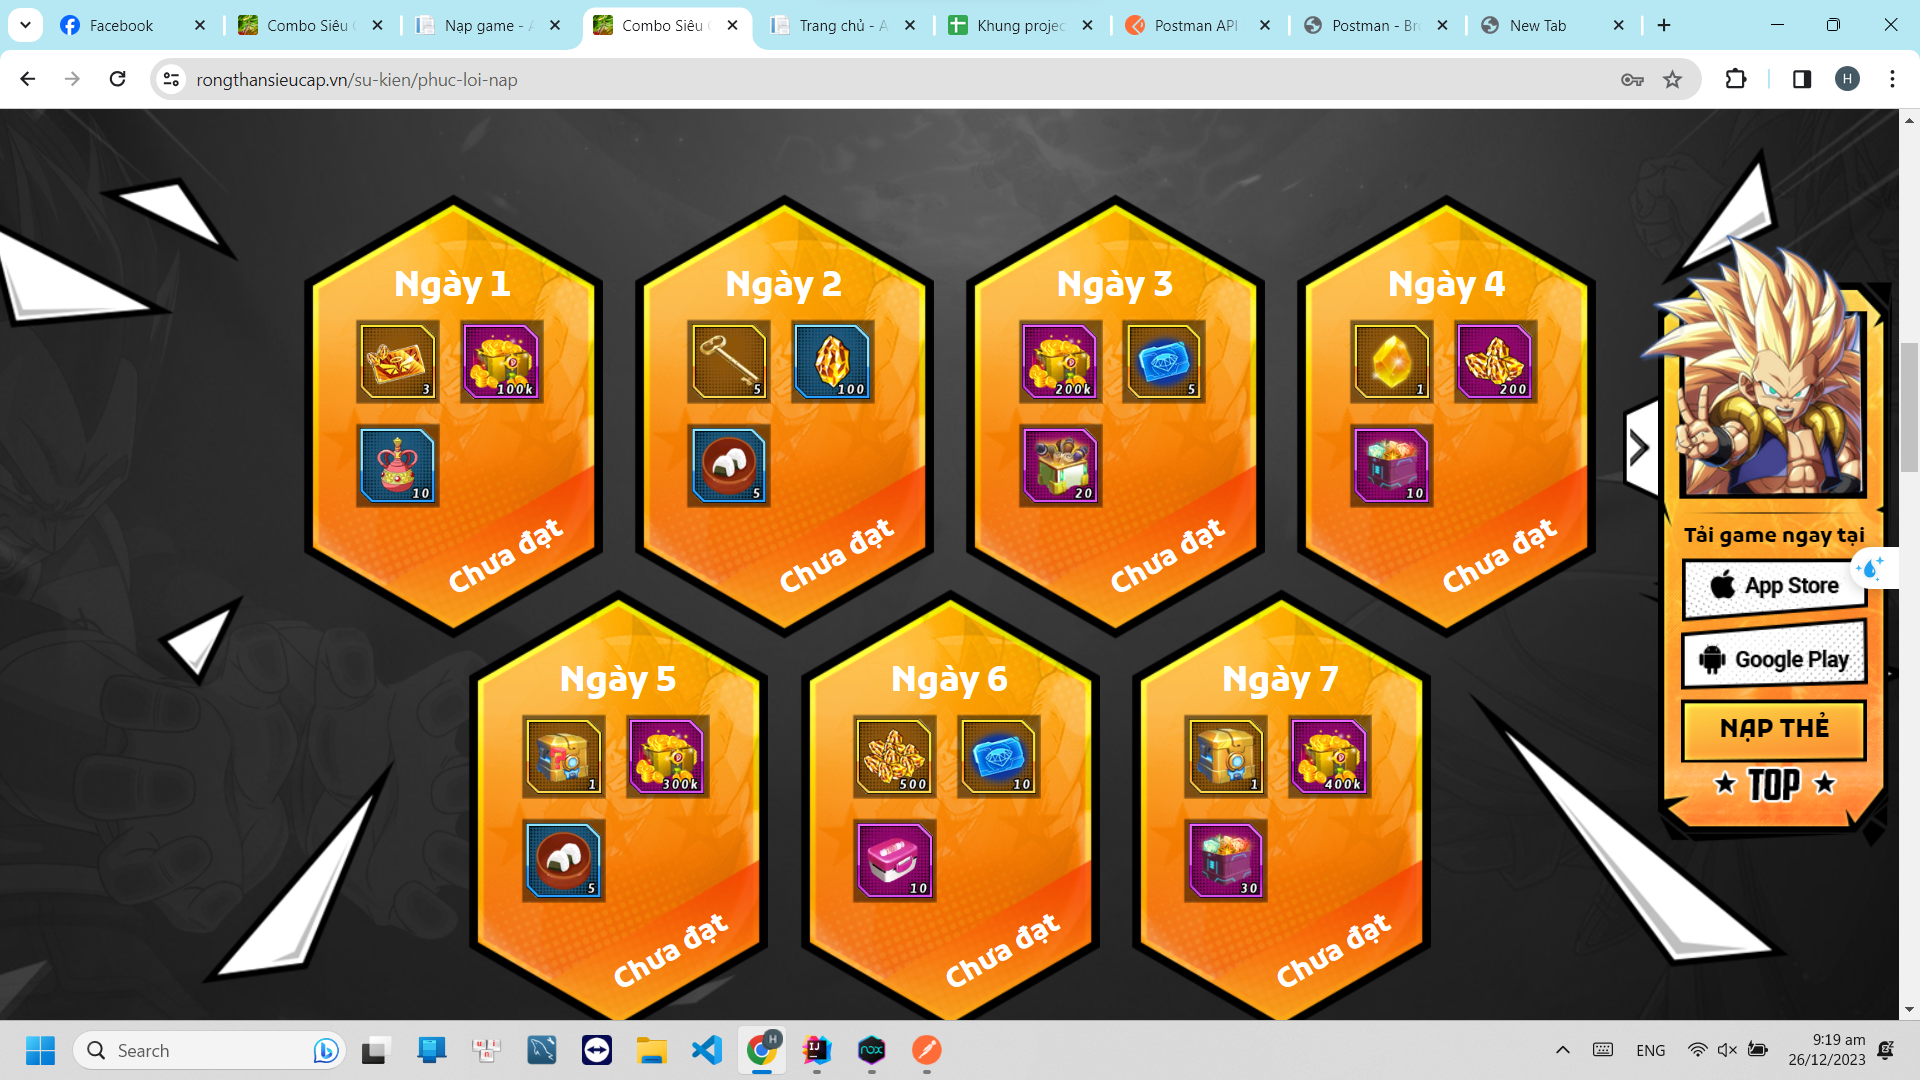 Facebook
Combo Siêu
Nạp game -
Combo Siêu
Trang chủ - A
Khung projec
Postman API
Postman - Br
New Tab
rongthansieucap.vn/su-kien/phuc-loi-nap
H
Ngày 1
3
100k
10
Chưa đạt
Ngày 2
5
100
5
Chưa đạt
Ngày 3
200k
5
20
Chưa đạt
Ngày 4
1
200
10
Chưa đạt
Ngày 5
1
300k
5
Chưa đạt
Ngày 6
500
10
10
Chưa đạt
Ngày 7
1
400k
30
Chưa đạt
Tải game ngay tại
App Store
Google Play
NẠP THẺ
TOP
Search
H
ENG
9:19 am
26/12/2023